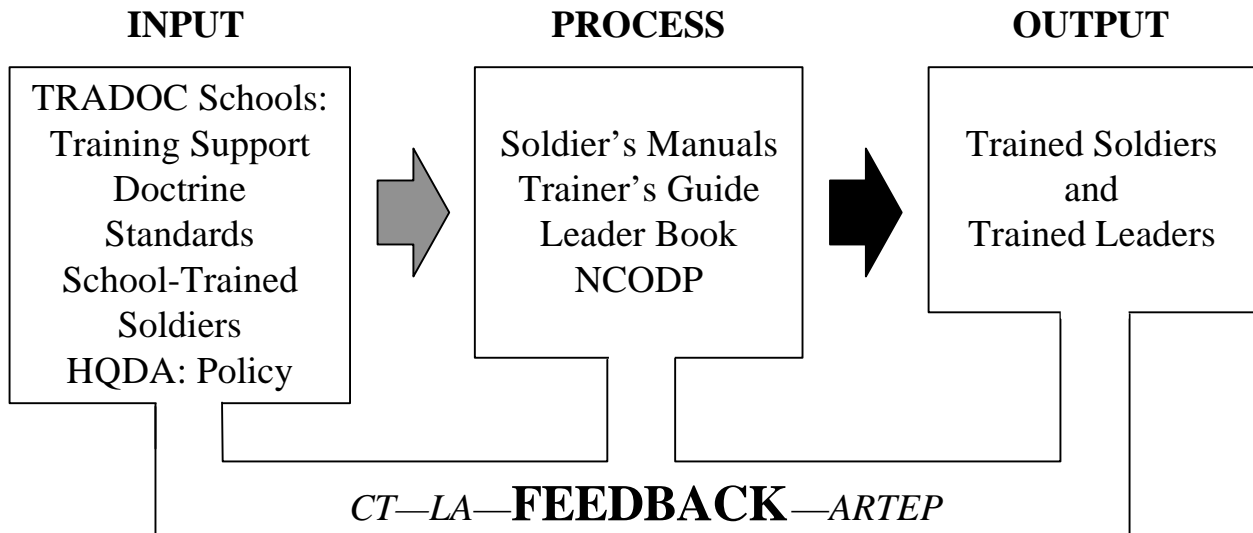 INPUT
TRADOC Schools:
Training Support
Doctrine
Standards
School-Trained
Soldiers
HQDA: Policy
PROCESS
Soldier’s Manuals
Trainer’s Guide
Leader Book
NCODP
OUTPUT
Trained Soldiers
and
Trained Leaders
CT—LA—FEEDBACK—ARTEP